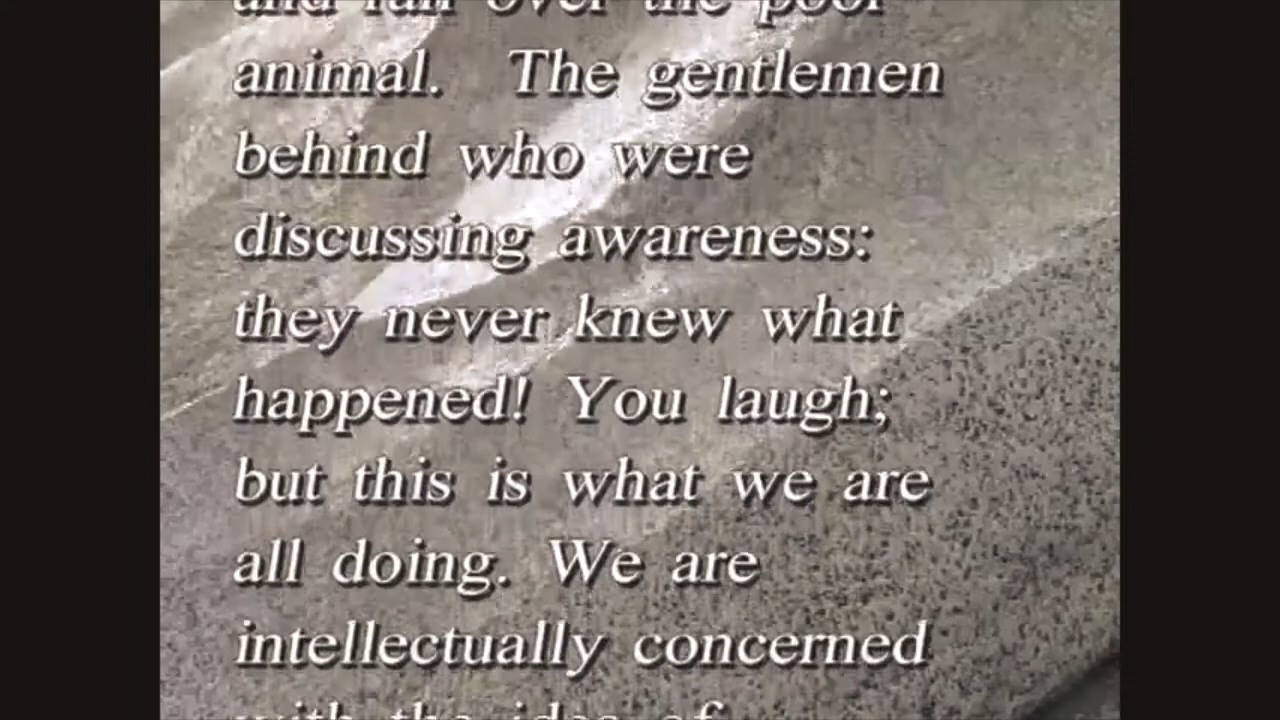 and ran over the poor
animal. The gentlemen
behind who were
discussing awareness:
they never knew what
happened! You laugh;
but this is what we are
all doing. We are
intellectually concerned
with the idea of